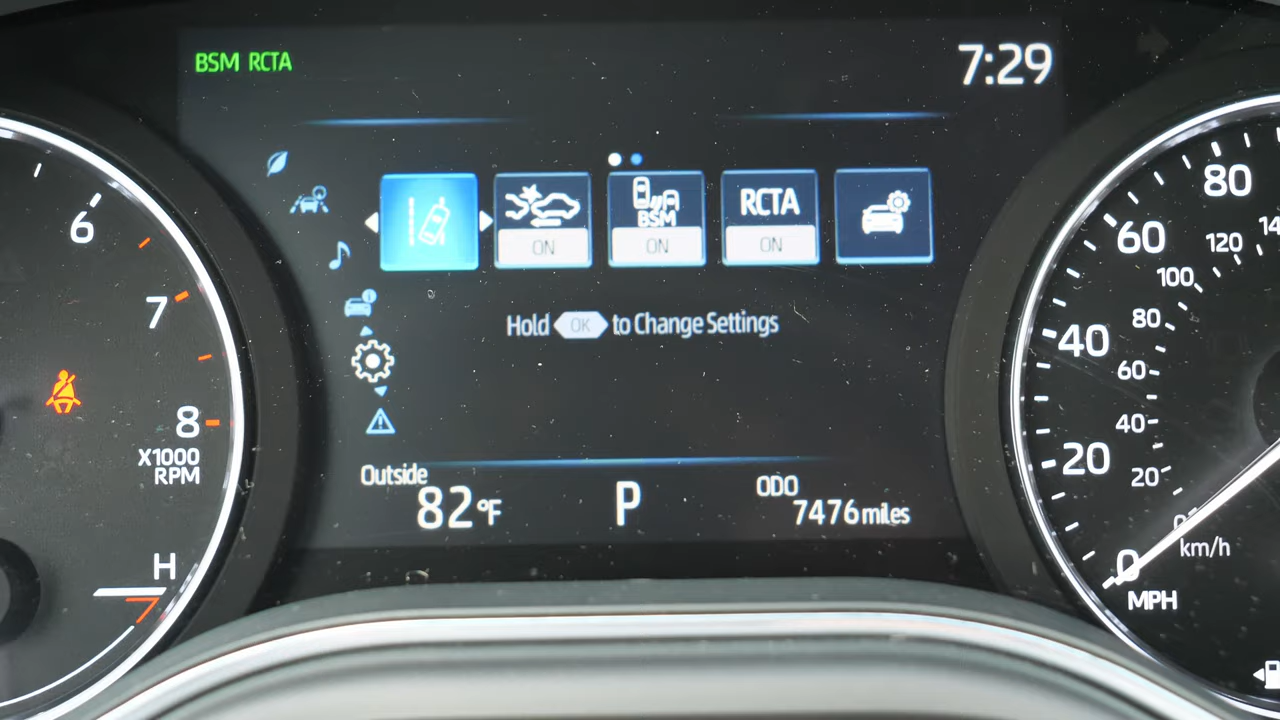 BSM RCTA
7:29
BSM
RCTA
ON
ON
ON
Hold OK to Change Settings
Outside
82°F
P
ODO
7476 miles
6
7
8
X1000
RPM
H
80
60
40
20
0
MPH
120
100
80
60
40
20
0
km/h